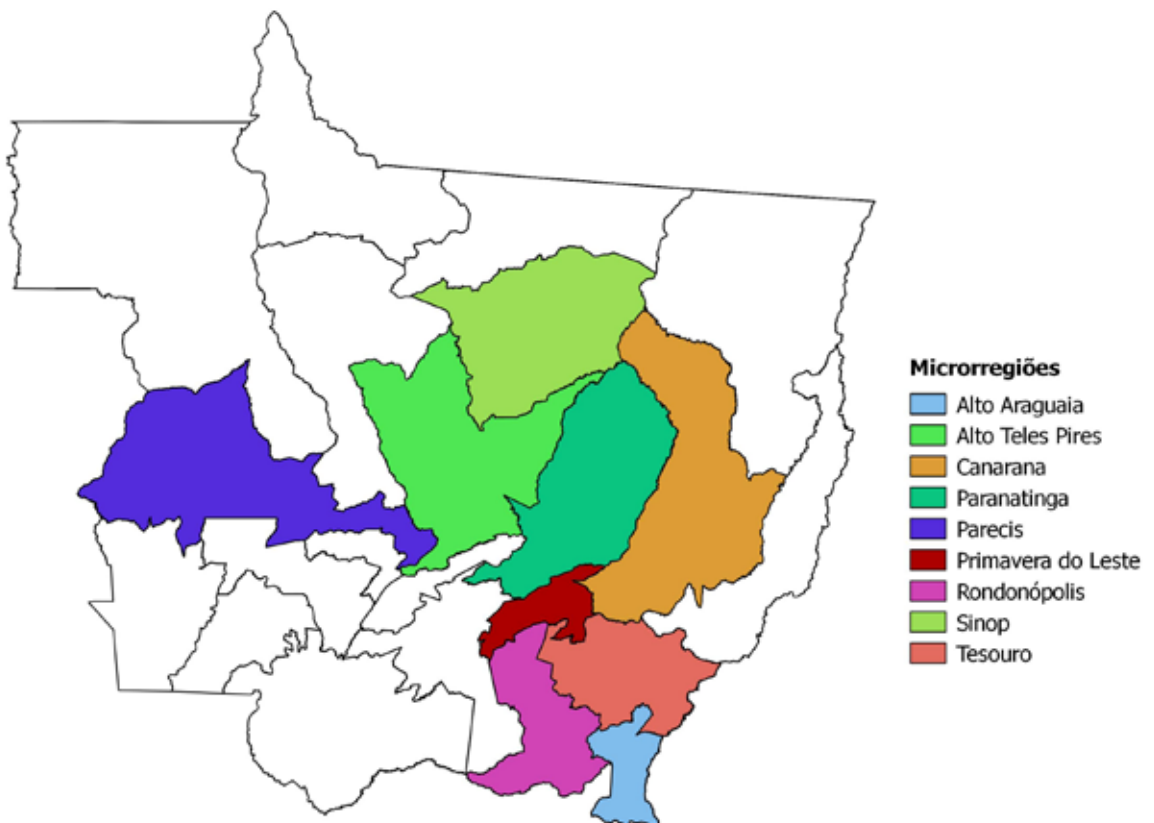 Microrregiões
Alto Araguaia
Alto Teles Pires
Canarana
Paranatinga
Parecis
Primavera do Leste
Rondonópolis
Sinop
Tesouro